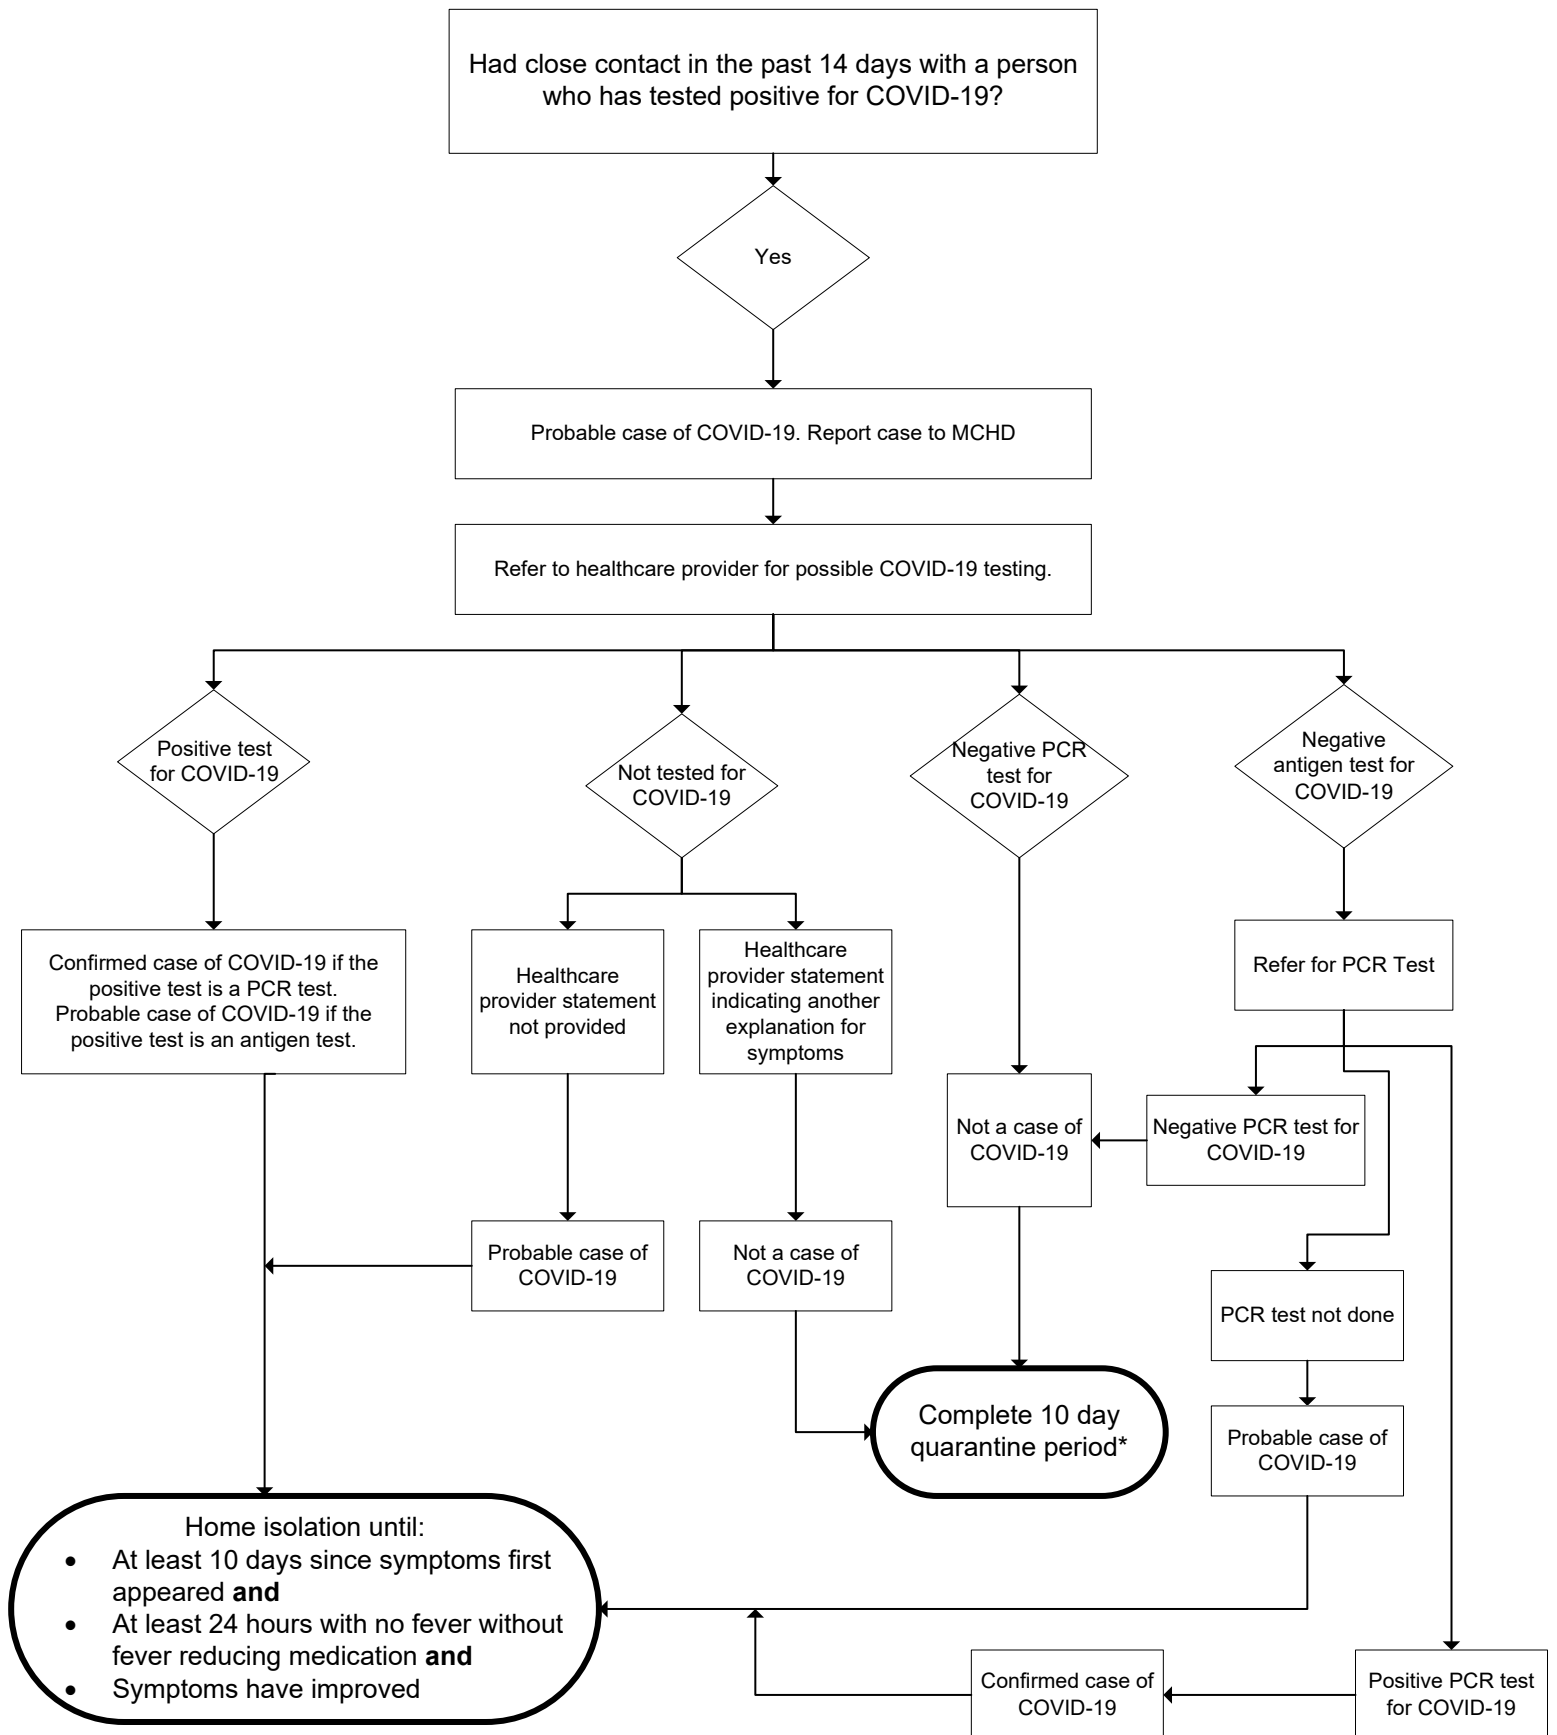 Had close contact in the past 14 days with a person
who has tested positive for COVID-19?
Yes
Probable case of COVID-19. Report case to MCHD
Refer to healthcare provider for possible COVID-19 testing.
Positive test
for COVID-19
Not tested for
COVID-19
Negative PCR
test for
COVID-19
Negative
antigen test for
COVID-19
Confirmed case of COVID-19 if the
positive test is a PCR test.
Probable case of COVID-19 if the
positive test is an antigen test.
Healthcare
provider statement
not provided
Healthcare
provider statement
indicating another
explanation for
symptoms
Refer for PCR Test
Not a case of
COVID-19
Negative PCR test for
COVID-19
Probable case of
COVID-19
Not a case of
COVID-19
PCR test not done
Complete 10 day
quarantine period*
Probable case of
COVID-19
Home isolation until:
• At least 10 days since symptoms first
appeared and
• At least 24 hours with no fever without
fever reducing medication and
• Symptoms have improved
Confirmed case of
COVID-19
Positive PCR test
for COVID-19